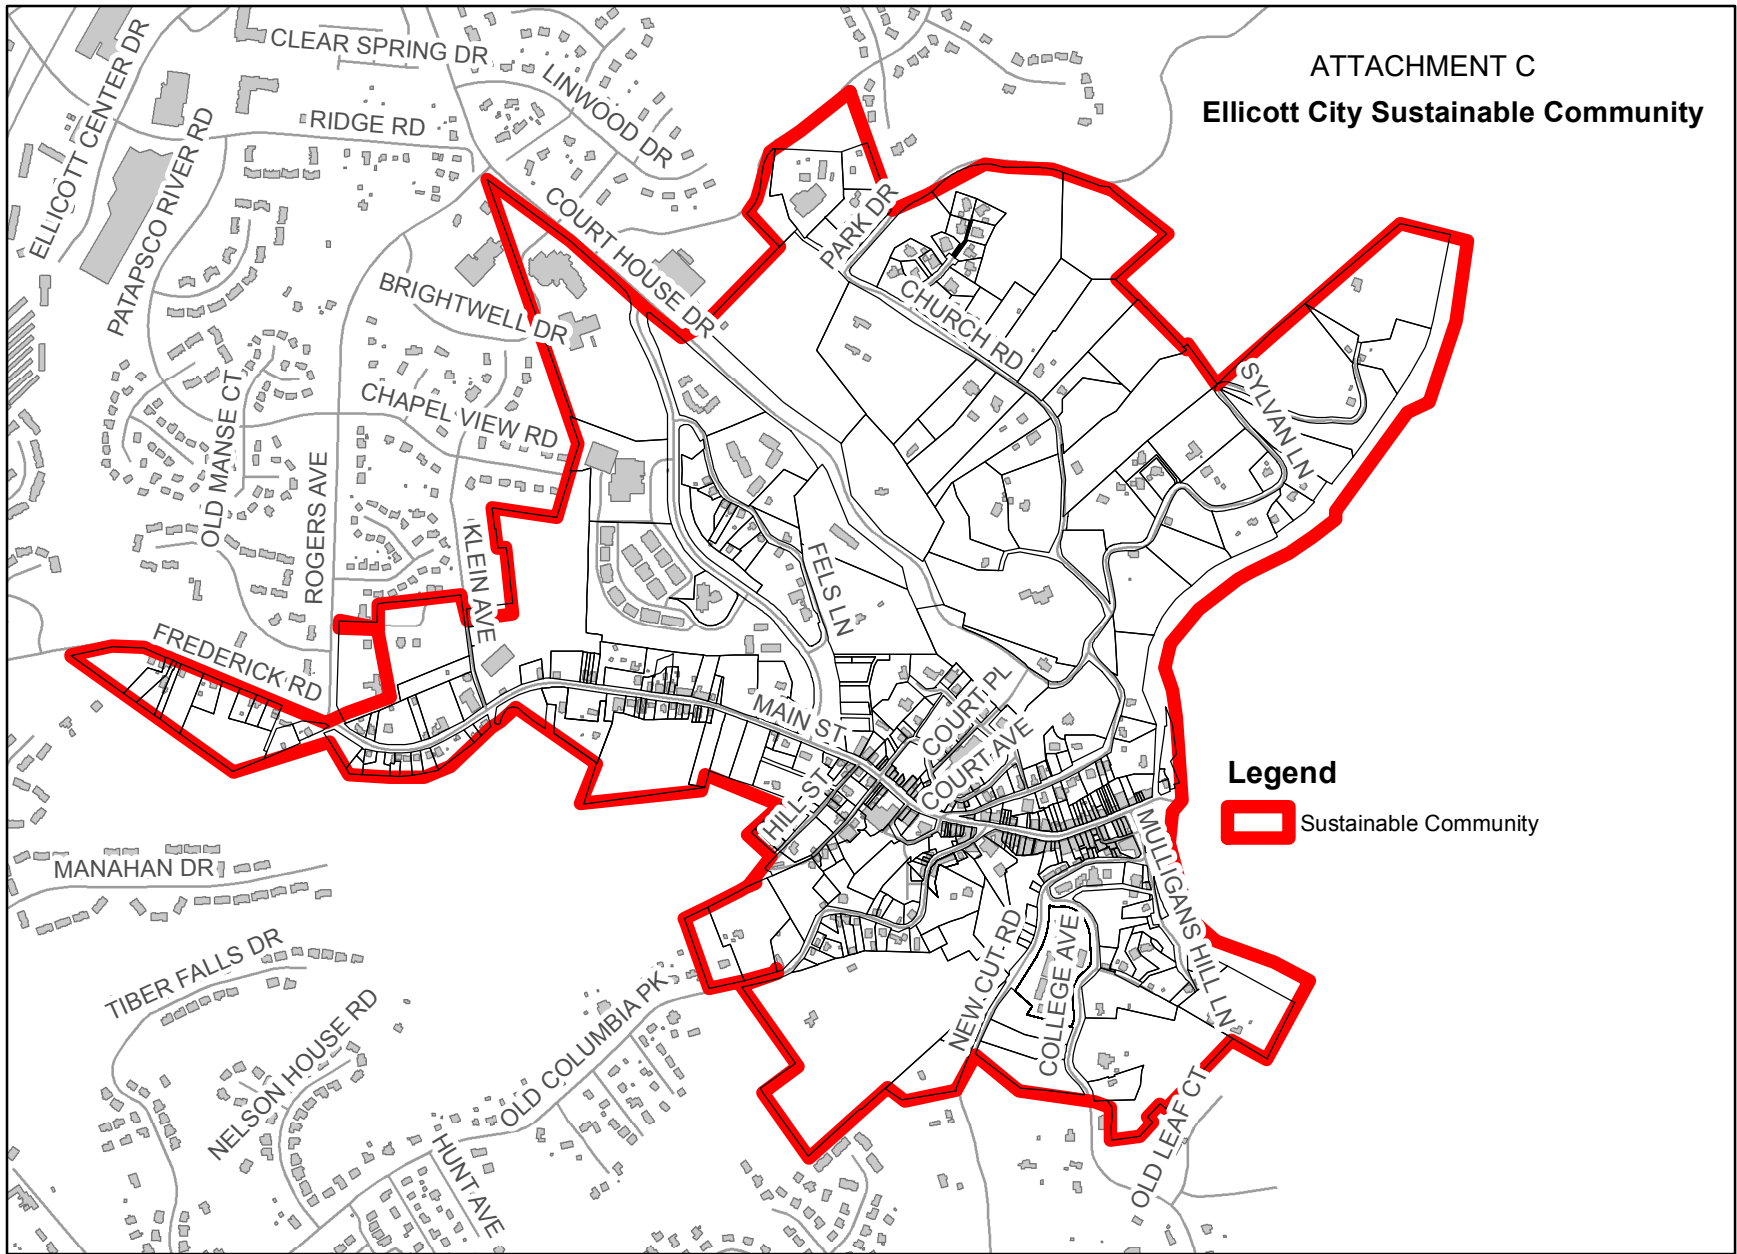 ATTACHMENT C
Ellicott City Sustainable Community
CLEAR SPRING DR
ELLICOTT CENTER DR
LINWOOD DR
RIDGE RD
PATAPSCO RIVER RD
COURT HOUSE DR
PARK DR
BRIGHTWELL DR
CHURCH RD
CHAPEL VIEW RD
OLD MANSE CT
ROGERS AVE
SYLVAN LN
KLEIN AVE
FELS LN
FREDERICK RD
MAIN ST
COURT PL
COURT AVE
HILL ST
Legend
Sustainable Community
MULLIGANS HILL LN
MANAHAN DR
NEW CUT RD
COLLEGE AVE
TIBER FALLS DR
NELSON HOUSE RD
OLD COLUMBIA PK
HUNT AVE
OLD LEAF CT